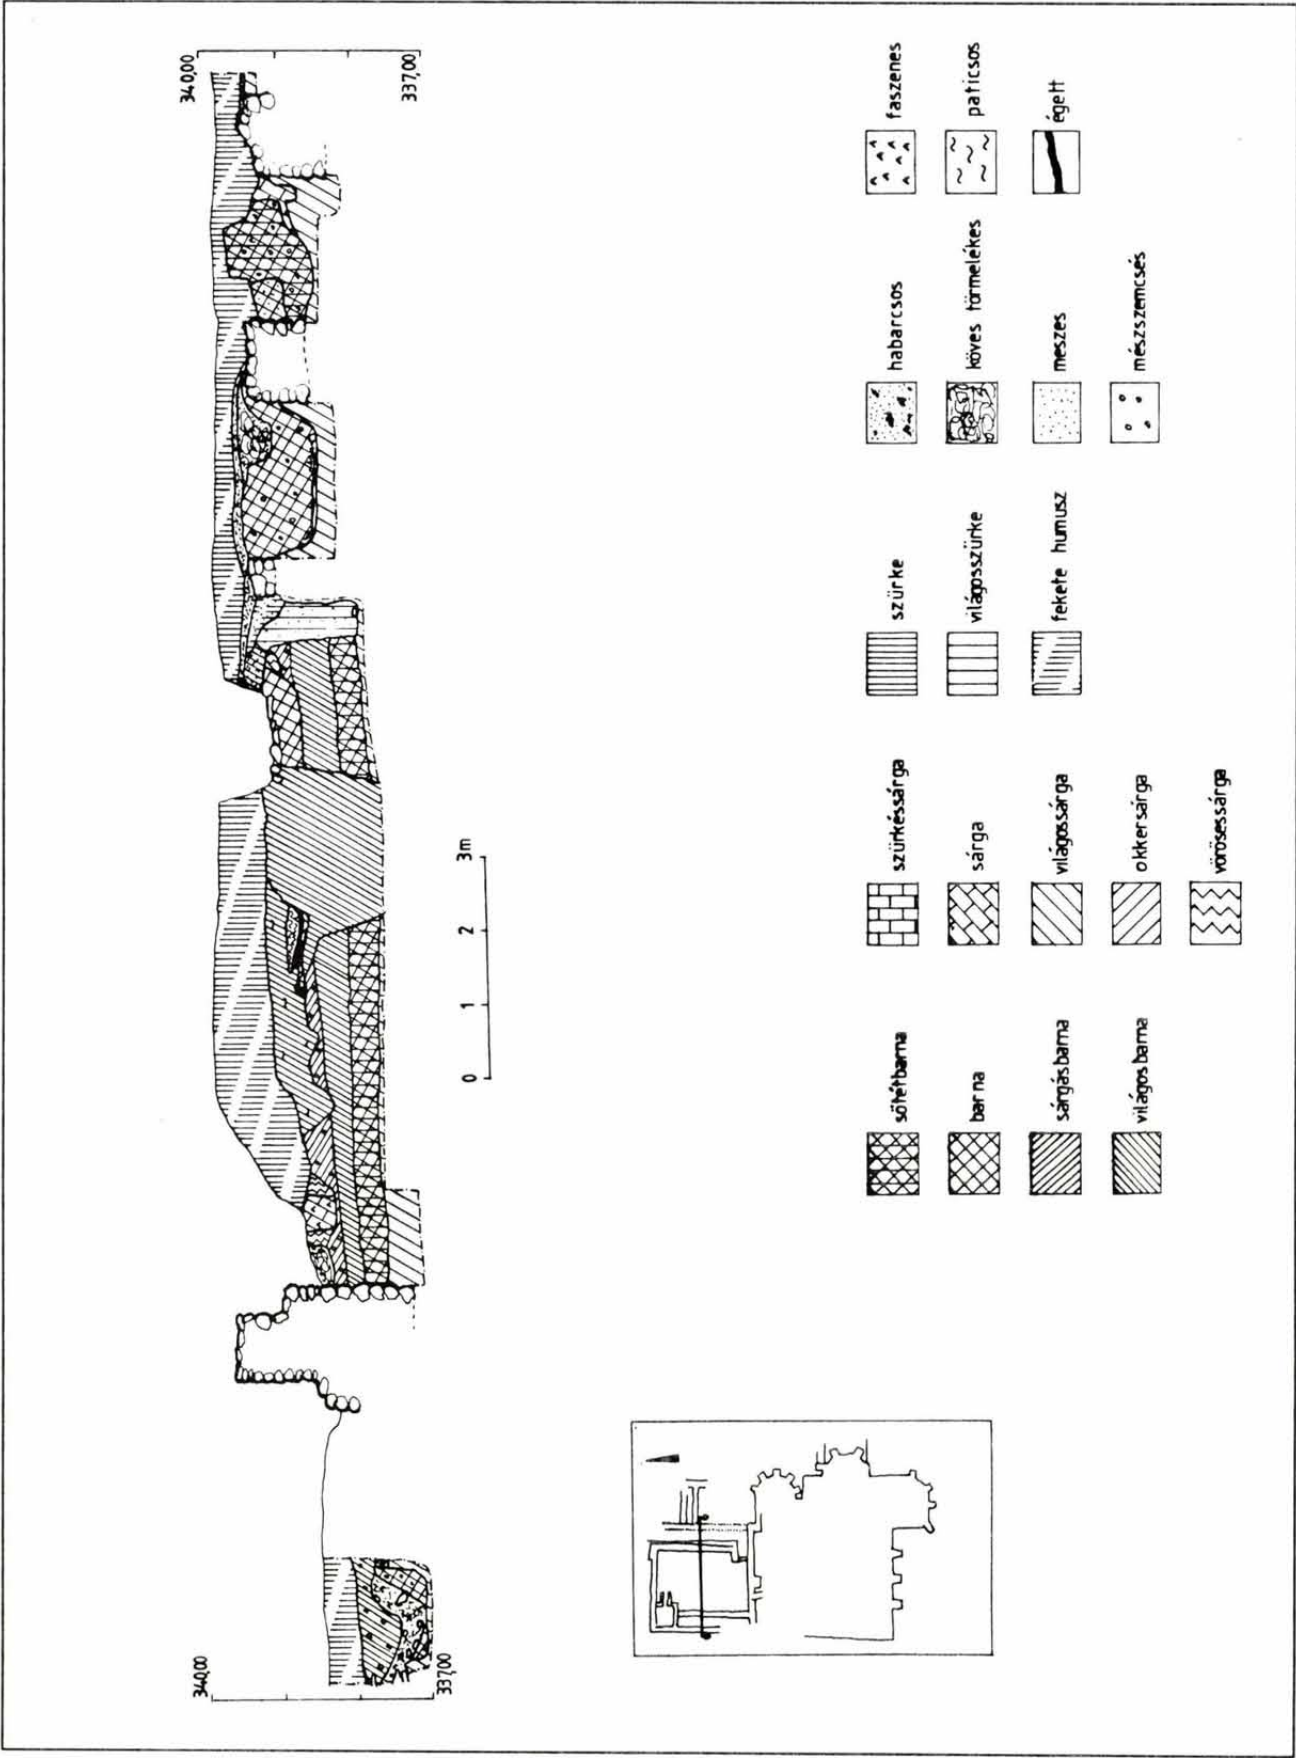 340,00
337,00
340,00
337,00
0 1 2 3m
sötétbarna
barna
sárgásbarna
világosbarna
szürkéssárga
sárga
világossárga
okkersárga
vörösessárga
szürke
világosszürke
fekete humusz
habarcsos
köves törmelékes
meszes
mészszemcsés
faszenes
paticsos
égett